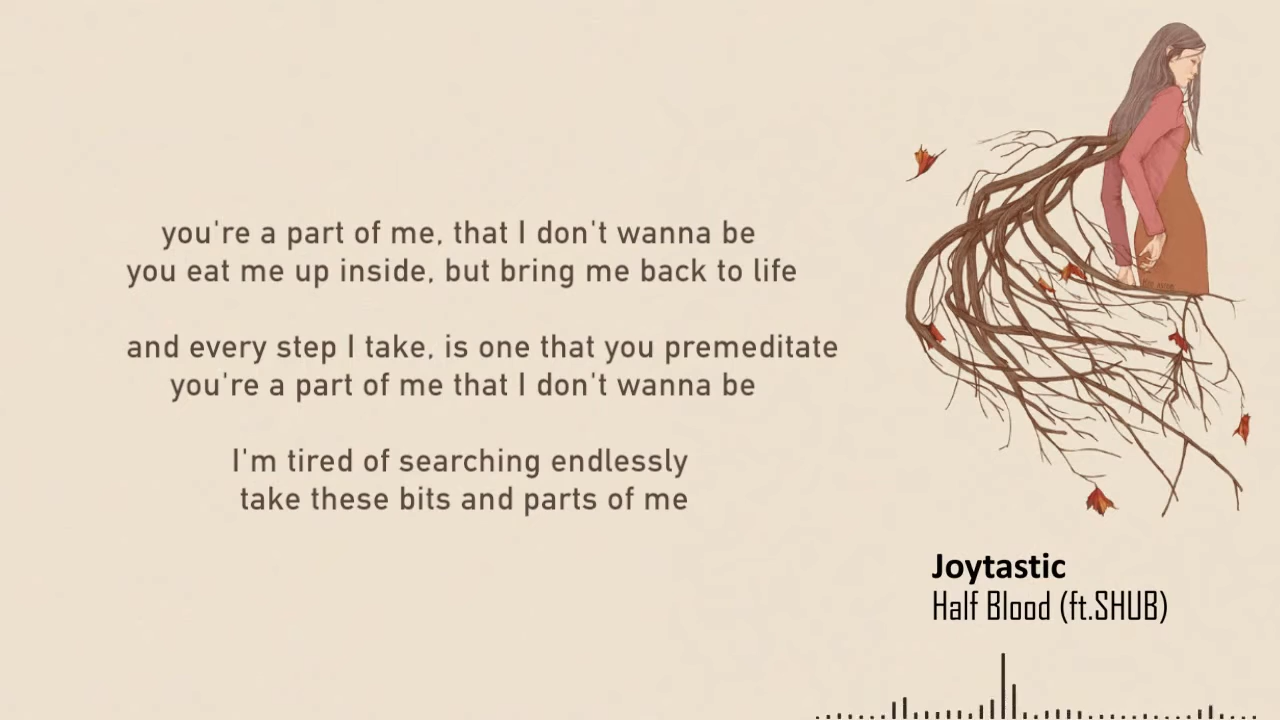 you're a part of me, that I don't wanna be
you eat me up inside, but bring me back to life
and every step I take, is one that you premeditate
you're a part of me that I don't wanna be
I'm tired of searching endlessly
take these bits and parts of me
Joytastic
Half Blood (ft.SHUB)